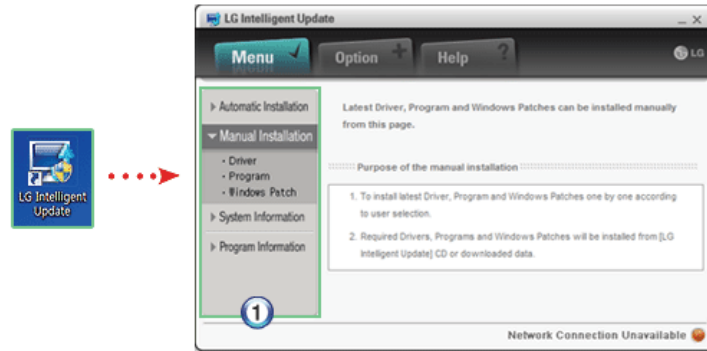 LG Intelligent Update
LG Intelligent Update
Menu
Option
Help
LG
Automatic Installation
Manual Installation
· Driver
· Program
· Windows Patch
System Information
Program Information
1
Latest Driver, Program and Windows Patches can be installed manually
from this page.
Purpose of the manual installation
1. To install latest Driver, Program and Windows Patches one by one according
to user selection.
2. Required Drivers, Programs and Windows Patches will be installed from [LG
Intelligent Update] CD or downloaded data.
Network Connection Unavailable